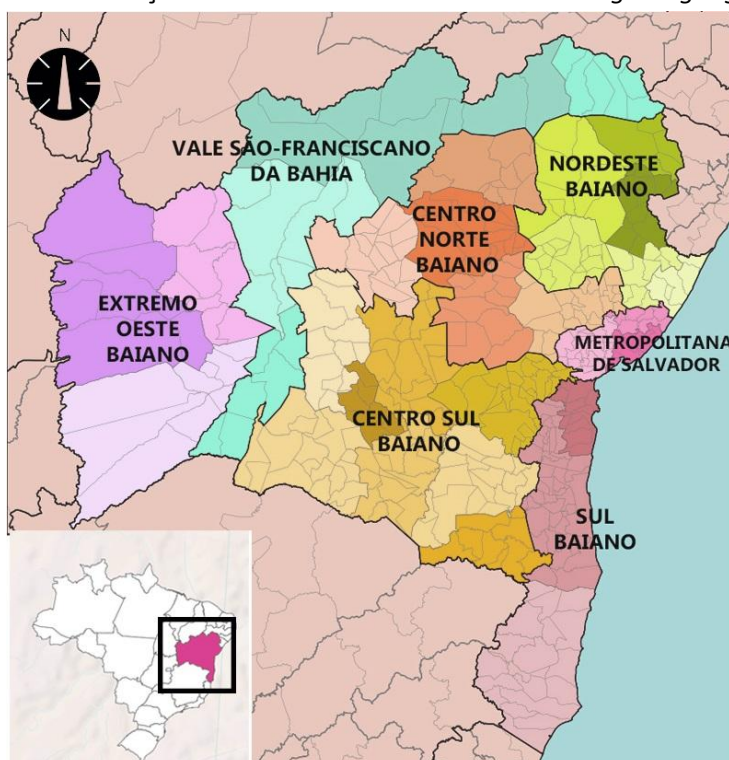 N
VALE SÃO-FRANCISCANO
DA BAHIA
NORDESTE
BAIANO
CENTRO
NORTE
BAIANO
EXTREMO
OESTE
BAIANO
METROPOLITANA
DE SALVADOR
CENTRO SUL
BAIANO
SUL
BAIANO